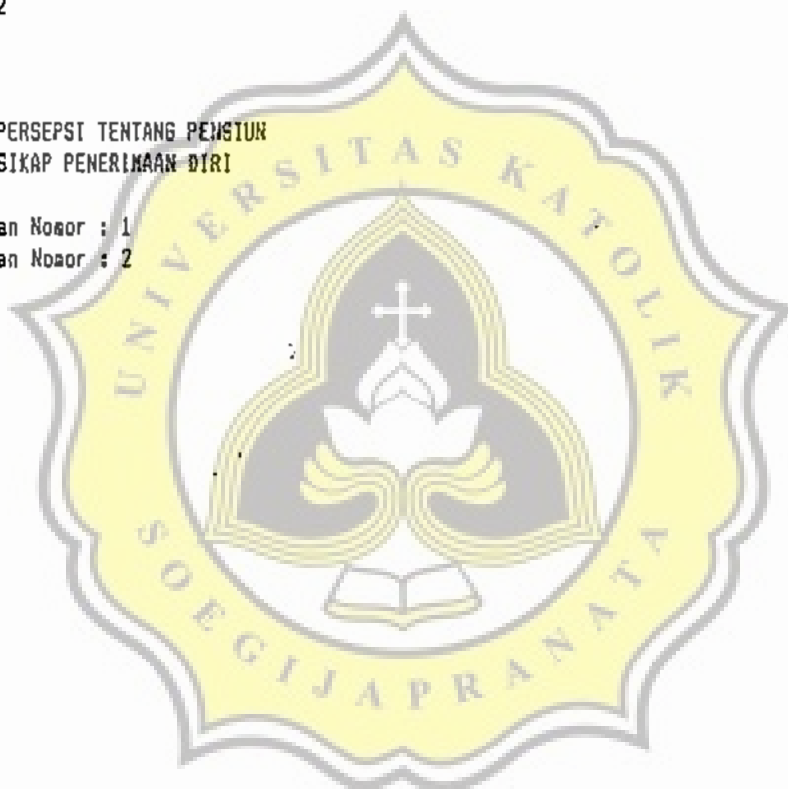 2
PERSEPSI TENTANG PENSIUN
SIKAP PENERIMAAN DIRI
an Nomor : 1
an Nomor : 2
UNIVERSITAS KATOLIK
SOEGIJAPRANATA